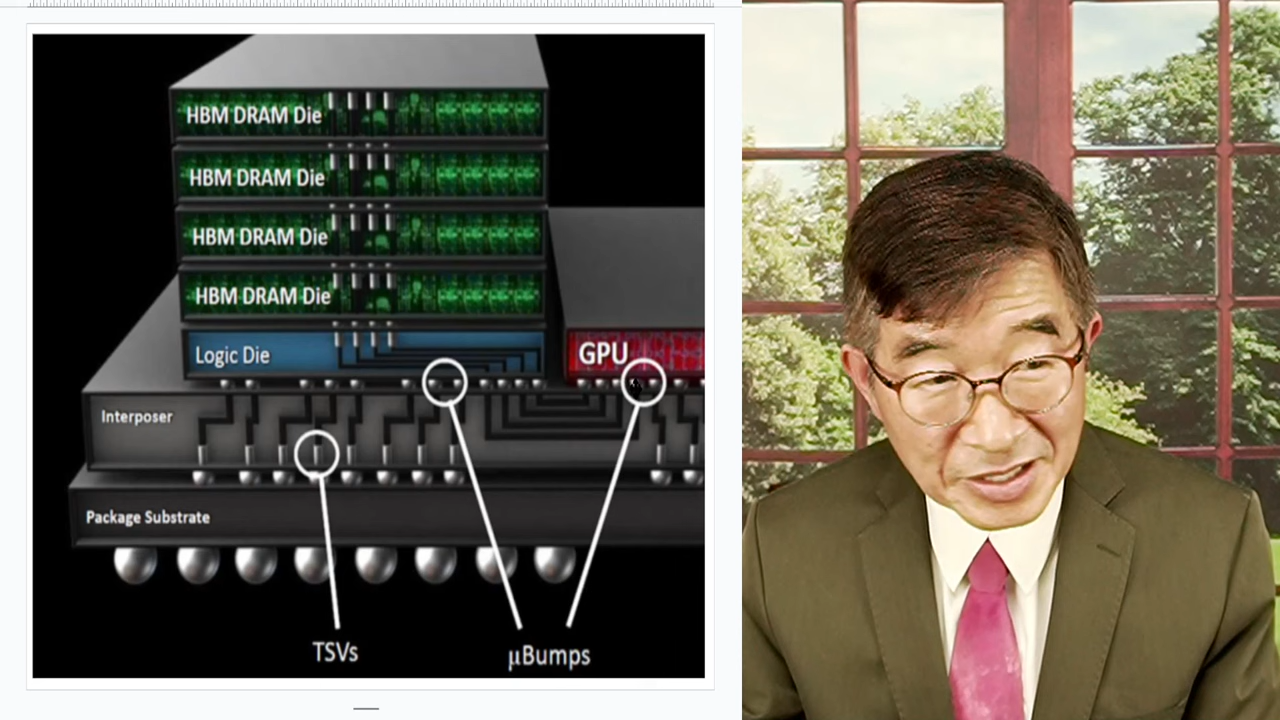 HBM DRAM Die
HBM DRAM Die
HBM DRAM Die
HBM DRAM Die
Logic Die
GPU
Interposer
Package Substrate
TSVs
µBumps